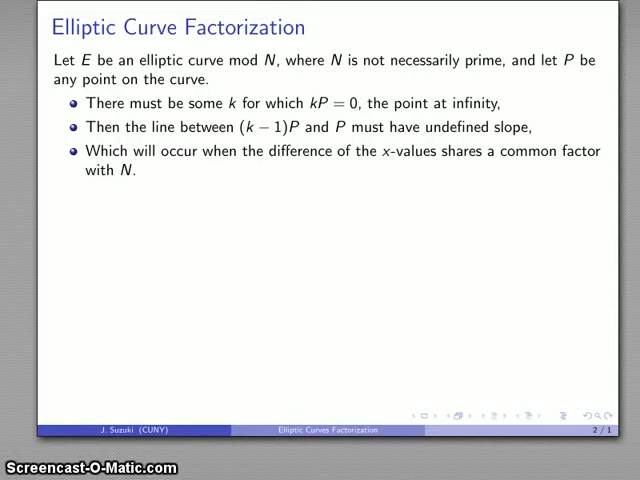 Elliptic Curve Factorization
Let E be an elliptic curve mod N, where N is not necessarily prime, and let P be
any point on the curve.
There must be some k for which kP = 0, the point at infinity,
Then the line between (k − 1)P and P must have undefined slope,
Which will occur when the difference of the x-values shares a common factor
with N.
J. Suzuki (CUNY) Elliptic Curves Factorization 2 / 1
Screencast-O-Matic.com